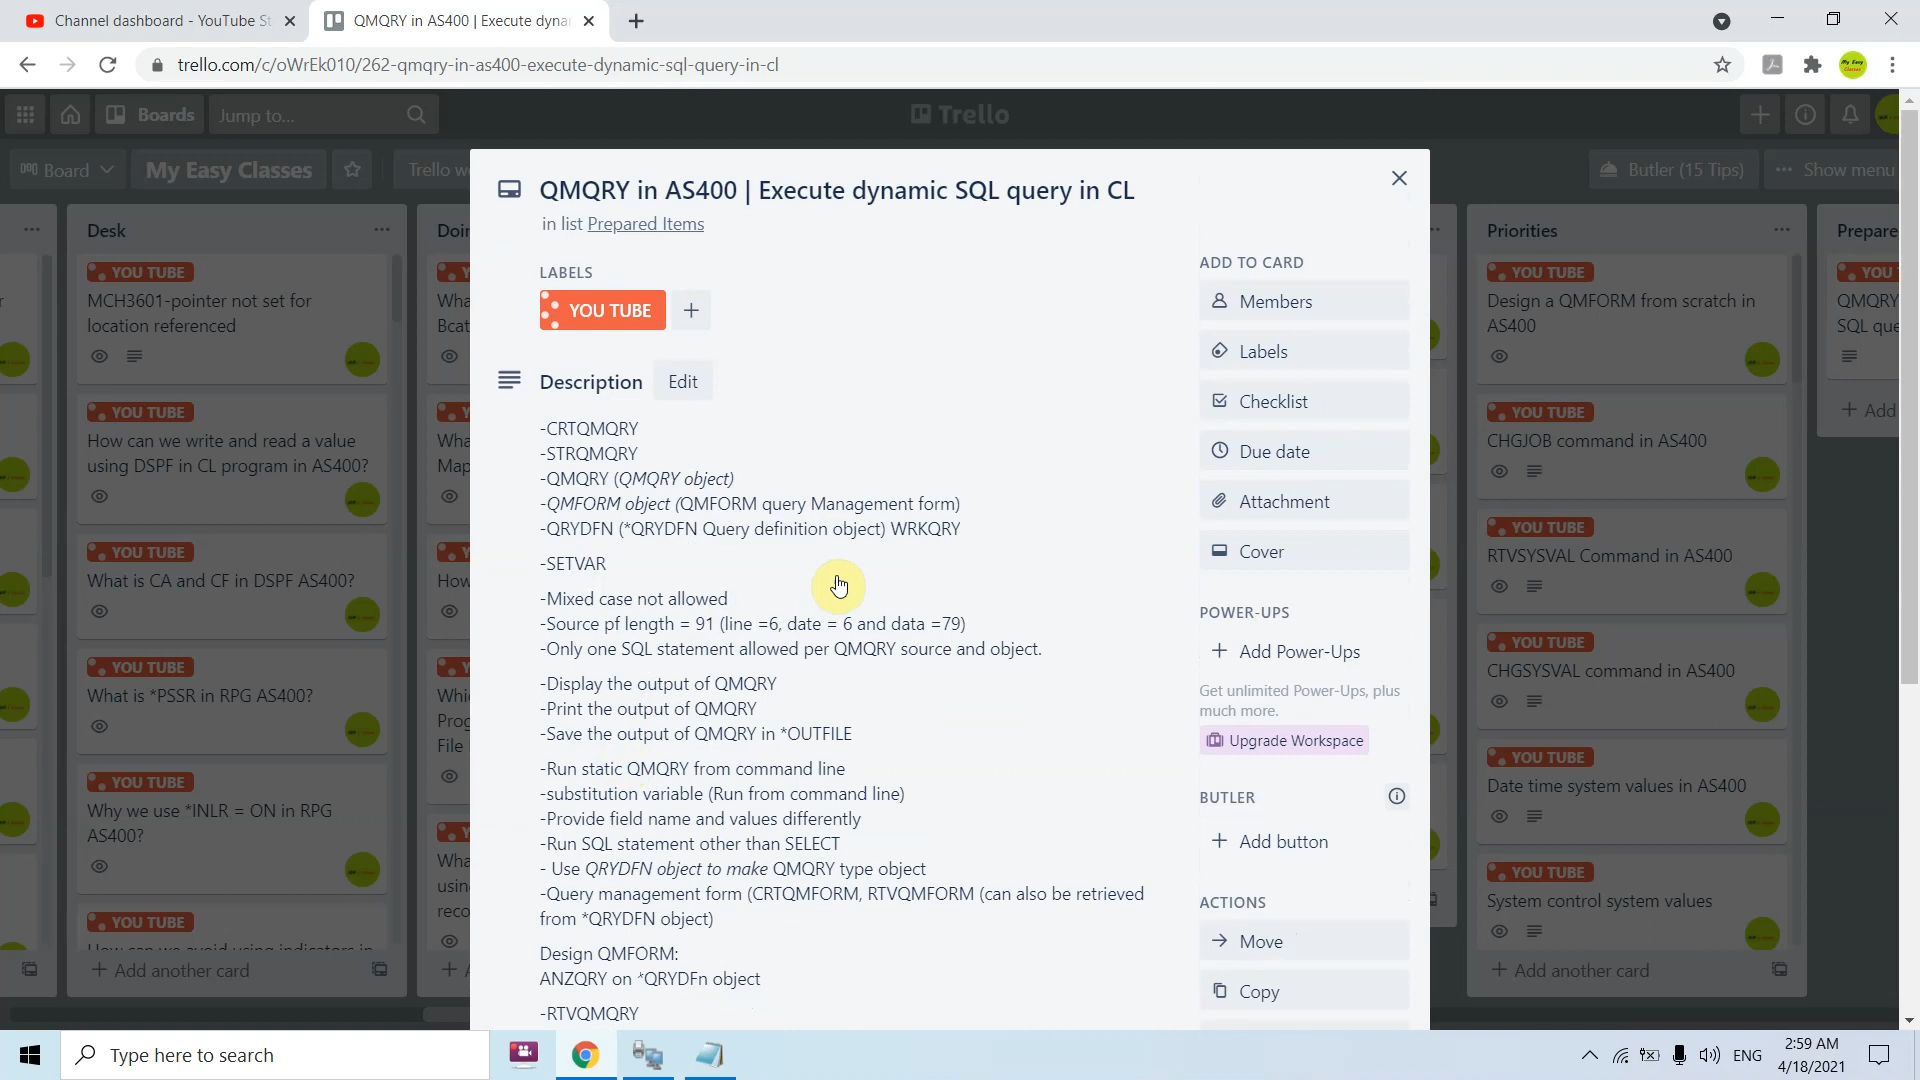 Channel dashboard - YouTube St
QMQRY in AS400 | Execute dynan
trello.com/c/oWrEk010/262-qmqry-in-as400-execute-dynamic-sql-query-in-cl
Boards
Jump to...
Trello
Board
My Easy Classes
Butler (15 Tips)
Show menu
Desk
YOU TUBE
MCH3601-pointer not set for
location referenced
YOU TUBE
How can we write and read a value
using DSPF in CL program in AS400?
YOU TUBE
What is CA and CF in DSPF AS400?
YOU TUBE
What is *PSSR in RPG AS400?
YOU TUBE
Why we use *INLR = ON in RPG
AS400?
YOU TUBE
How can we avoid using indicators in
+ Add another card
QMQRY in AS400 | Execute dynamic SQL query in CL
in list Prepared Items
LABELS
YOU TUBE
Description
Edit
-CRTQMQRY
-STRQMQRY
-QMQRY (QMQRY object)
-QMFORM object (QMFORM query Management form)
-QRYDFN (*QRYDFN Query definition object) WRKQRY
-SETVAR
-Mixed case not allowed
-Source pf length = 91 (line =6, date = 6 and data =79)
-Only one SQL statement allowed per QMQRY source and object.
-Display the output of QMQRY
-Print the output of QMQRY
-Save the output of QMQRY in *OUTFILE
-Run static QMQRY from command line
-substitution variable (Run from command line)
-Provide field name and values differently
-Run SQL statement other than SELECT
- Use QRYDFN object to make QMQRY type object
-Query management form (CRTQMFORM, RTVQMFORM (can also be retrieved
from *QRYDFN object)
Design QMFORM:
ANZQRY on *QRYDFn object
-RTVQMQRY
ADD TO CARD
Members
Labels
Checklist
Due date
Attachment
Cover
POWER-UPS
+ Add Power-Ups
Get unlimited Power-Ups, plus
much more.
Upgrade Workspace
BUTLER
+ Add button
ACTIONS
Move
Copy
Priorities
YOU TUBE
Design a QMFORM from scratch in
AS400
YOU TUBE
CHGJOB command in AS400
YOU TUBE
RTVSYSVAL Command in AS400
YOU TUBE
CHGSYSVAL command in AS400
YOU TUBE
Date time system values in AS400
YOU TUBE
System control system values
+ Add another card
Prepare
YOU
QMQRY
SQL que
+ Add
Type here to search
ENG
2:59 AM
4/18/2021